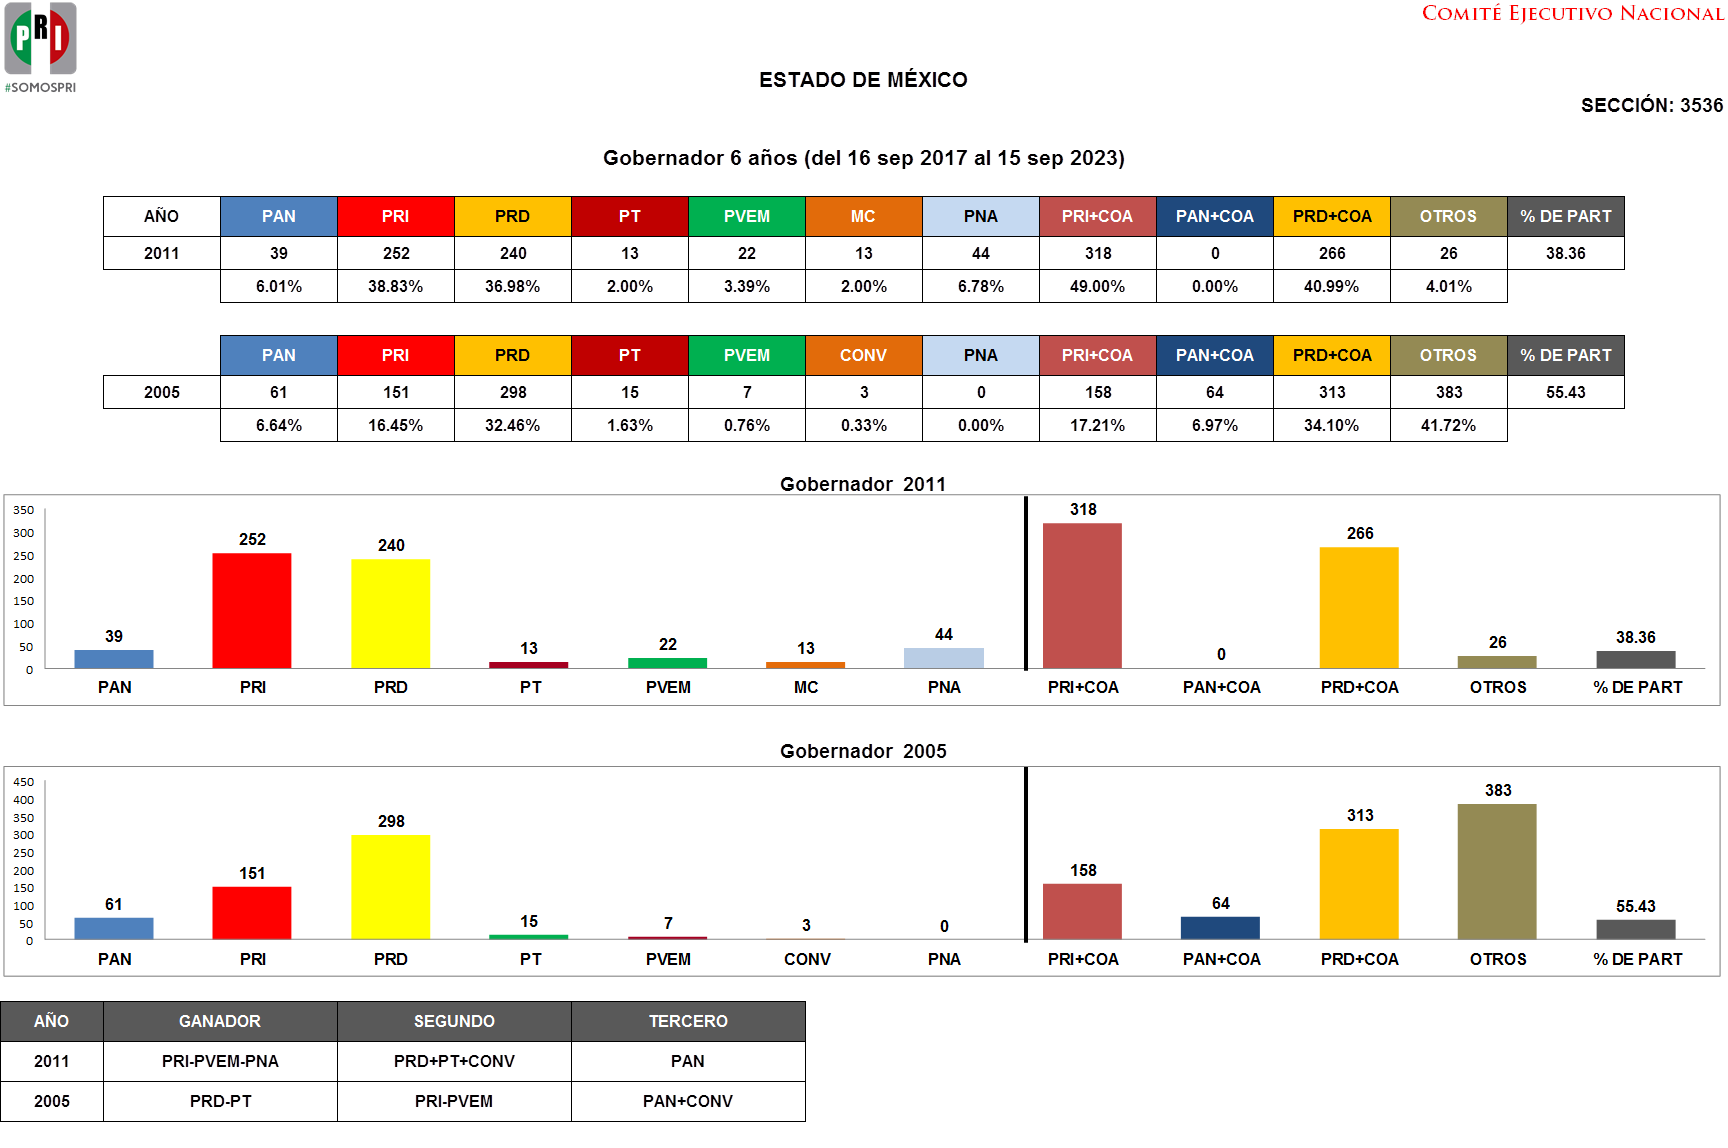 PRI
#SOMOSPRI
COMITÉ EJECUTIVO NACIONAL
ESTADO DE MÉXICO
SECCIÓN: 3536
Gobernador 6 años (del 16 sep 2017 al 15 sep 2023)
AÑO PAN PRI PRD PT PVEM MC PNA PRI+COA PAN+COA PRD+COA OTROS % DE PART
2011 39 252 240 13 22 13 44 318 0 266 26 38.36
6.01% 38.83% 36.98% 2.00% 3.39% 2.00% 6.78% 49.00% 0.00% 40.99% 4.01%
PAN PRI PRD PT PVEM CONV PNA PRI+COA PAN+COA PRD+COA OTROS % DE PART
2005 61 151 298 15 7 3 0 158 64 313 383 55.43
6.64% 16.45% 32.46% 1.63% 0.76% 0.33% 0.00% 17.21% 6.97% 34.10% 41.72%
Gobernador 2011
350
300
250
200
150
100
50
0
39 252 240 13 22 13 44 318 0 266 26 38.36
PAN PRI PRD PT PVEM MC PNA PRI+COA PAN+COA PRD+COA OTROS % DE PART
Gobernador 2005
450
400
350
300
250
200
150
100
50
0
61 151 298 15 7 3 0 158 64 313 383 55.43
PAN PRI PRD PT PVEM CONV PNA PRI+COA PAN+COA PRD+COA OTROS % DE PART
AÑO GANADOR SEGUNDO TERCERO
2011 PRI-PVEM-PNA PRD+PT+CONV PAN
2005 PRD-PT PRI-PVEM PAN+CONV